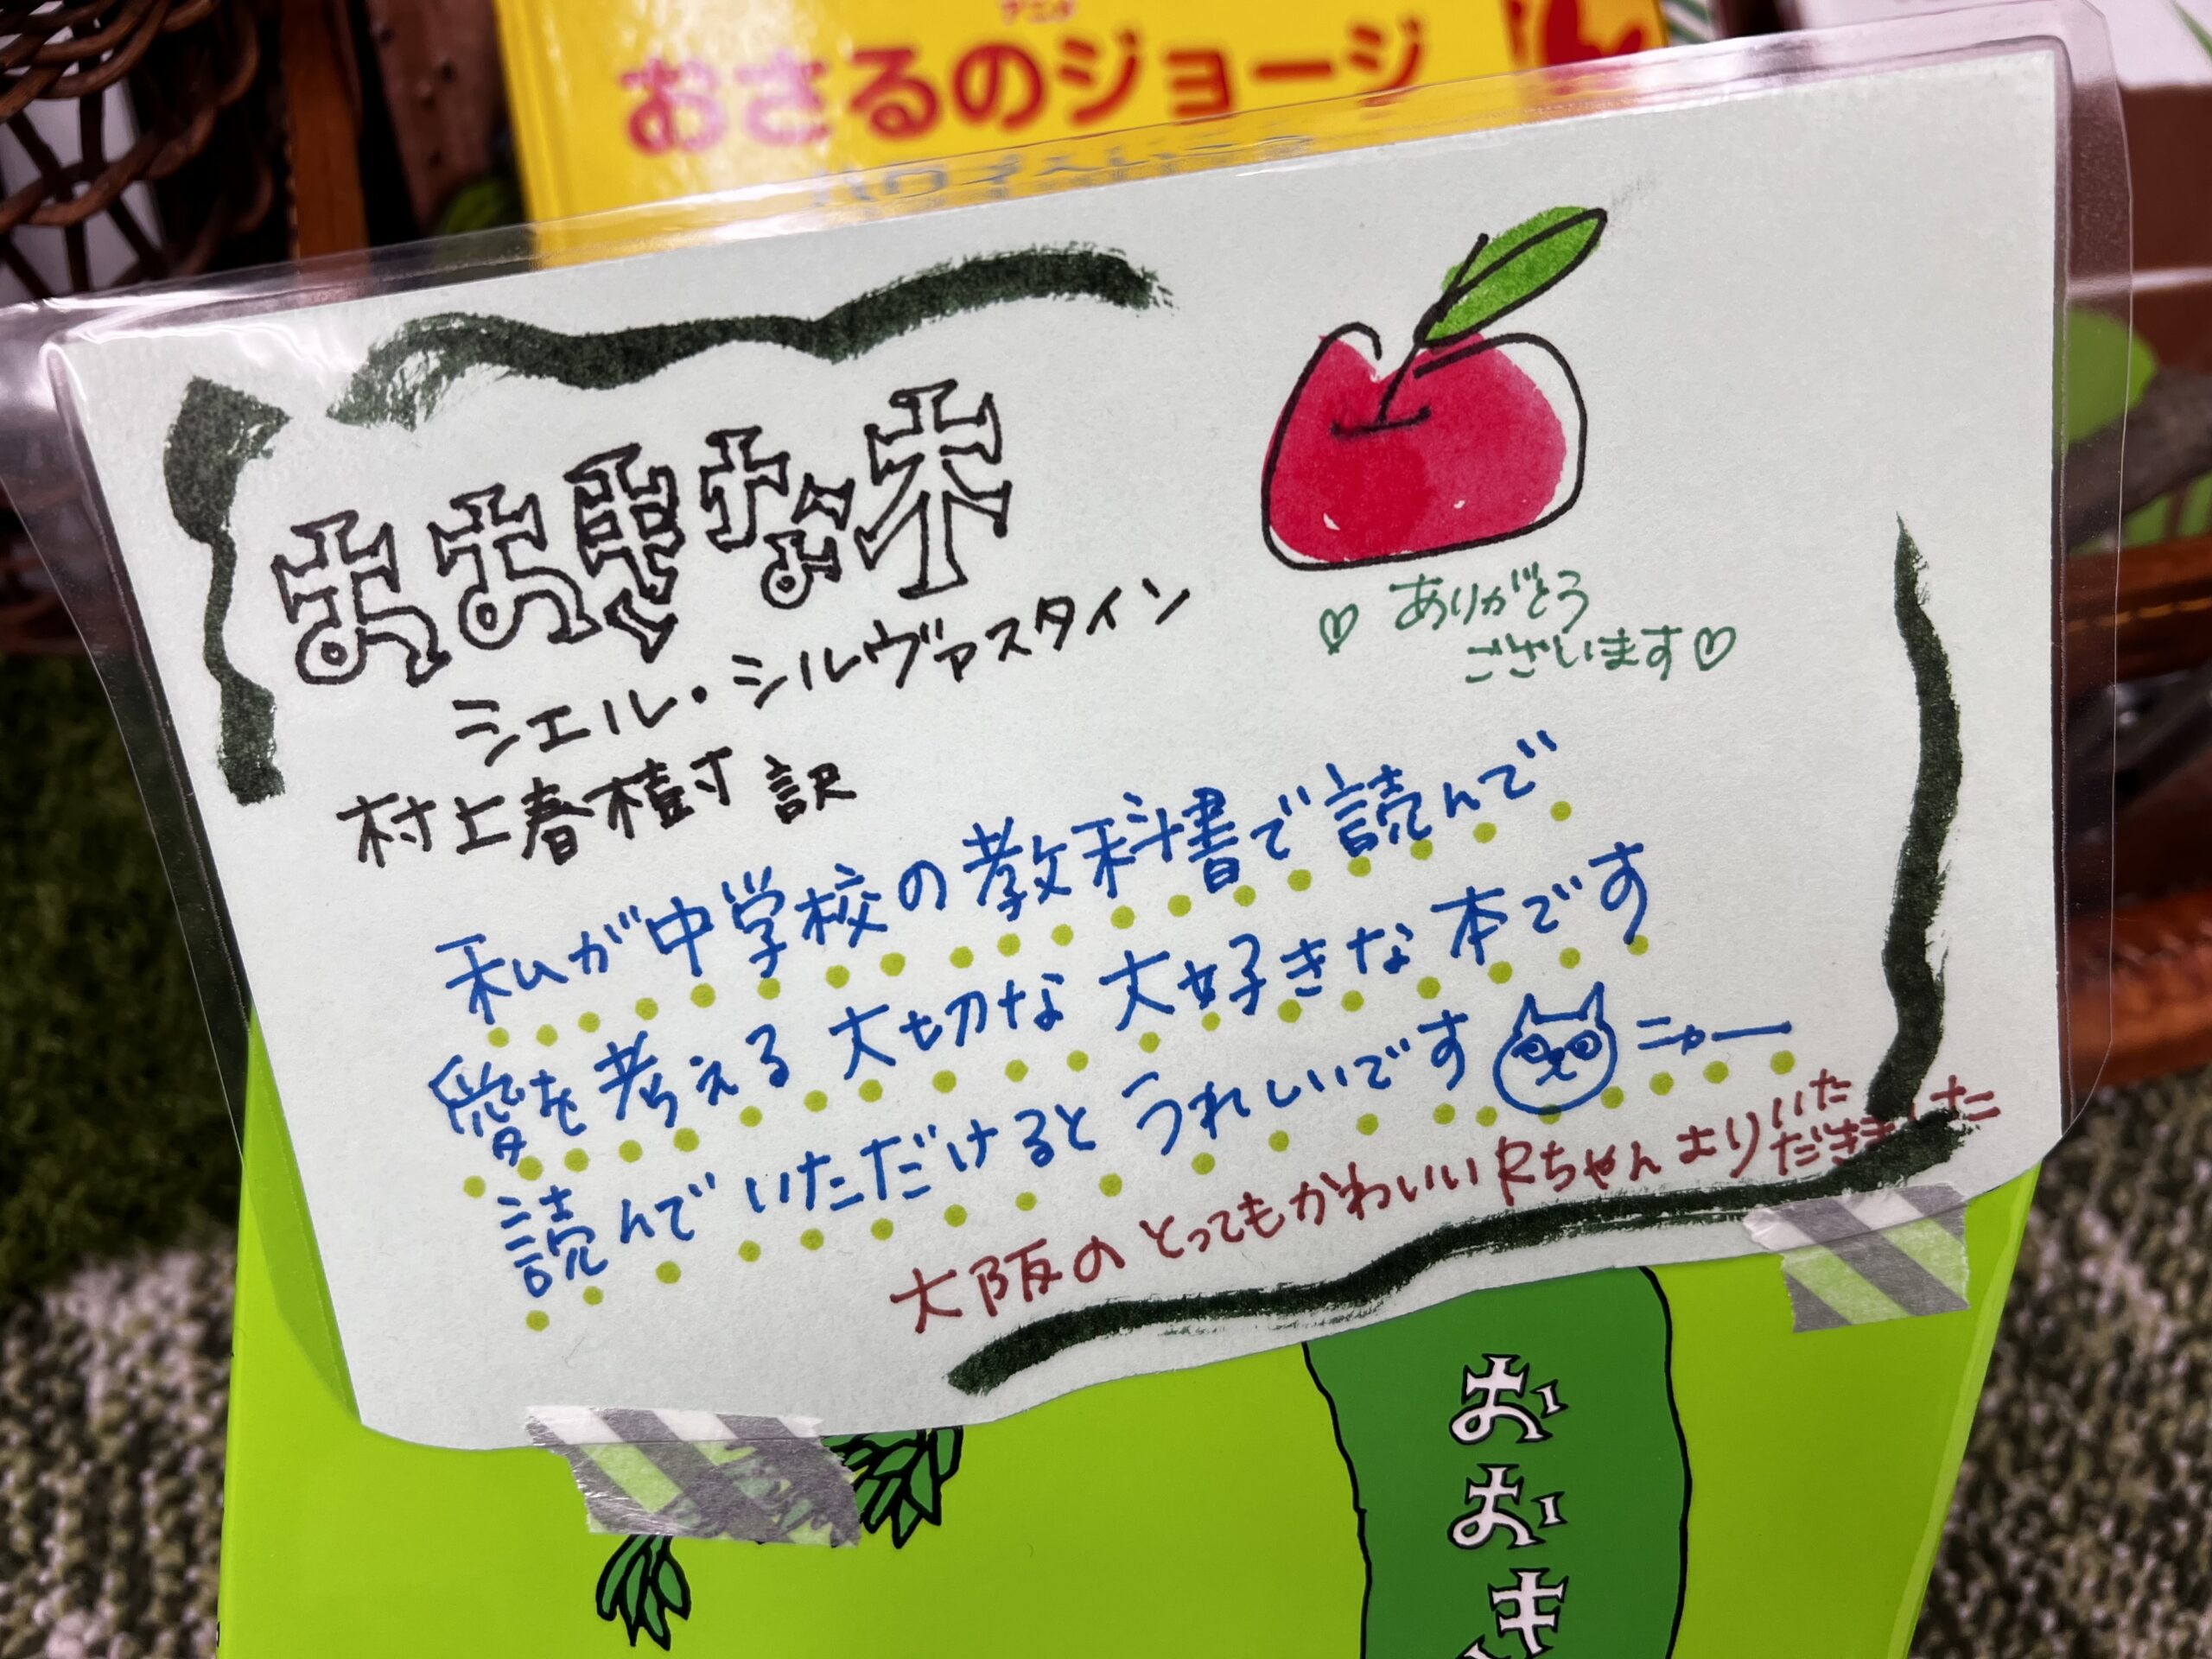 アニメ
おさるのジョージ
おおきな木
シェル・シルヴァスタイン
村上春樹 訳
♡ ありがとう
ございます♡
私が中学校の教科書で読んで
愛を考える大切な大好きな本です
読んでいただけるとうれしいです ニャー
大阪のとってもかわいいRちゃんよりいた
だきました
おおき